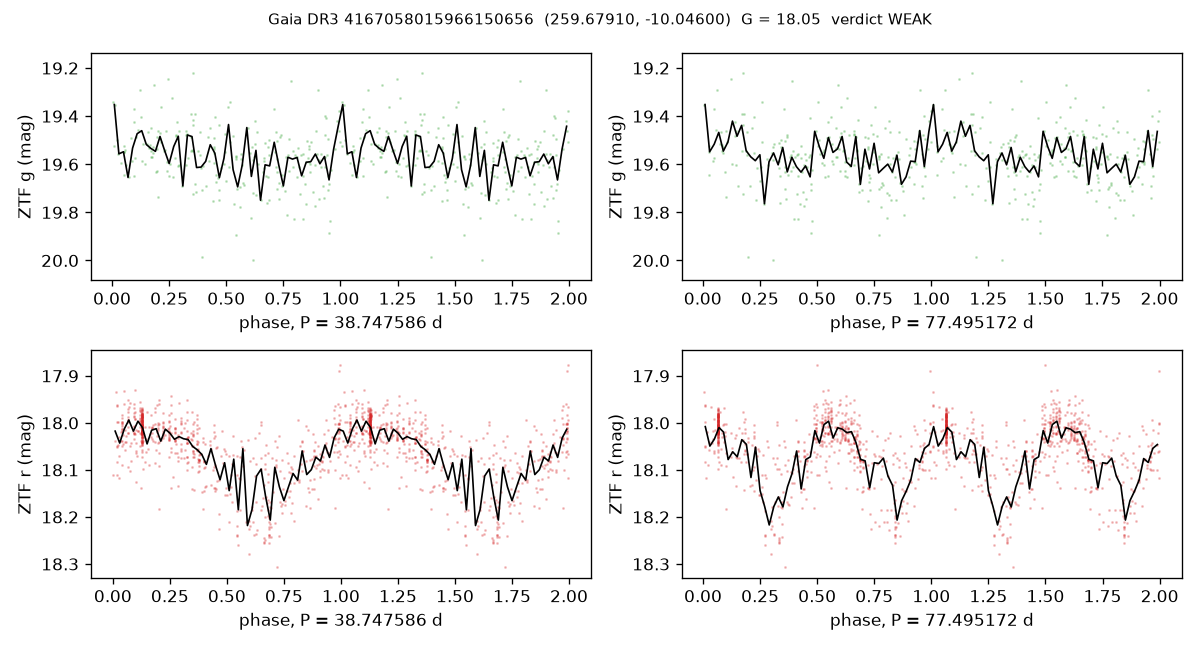 Gaia DR3 4167058015966150656  (259.67910, -10.04600)  G = 18.05  verdict WEAK
ZTF g (mag)
19.2
19.4
19.6
19.8
20.0
0.00 0.25 0.50 0.75 1.00 1.25 1.50 1.75 2.00
phase, P = 38.747586 d
ZTF g (mag)
19.2
19.4
19.6
19.8
20.0
0.00 0.25 0.50 0.75 1.00 1.25 1.50 1.75 2.00
phase, P = 77.495172 d
ZTF r (mag)
17.9
18.0
18.1
18.2
18.3
0.00 0.25 0.50 0.75 1.00 1.25 1.50 1.75 2.00
phase, P = 38.747586 d
ZTF r (mag)
17.9
18.0
18.1
18.2
18.3
0.00 0.25 0.50 0.75 1.00 1.25 1.50 1.75 2.00
phase, P = 77.495172 d